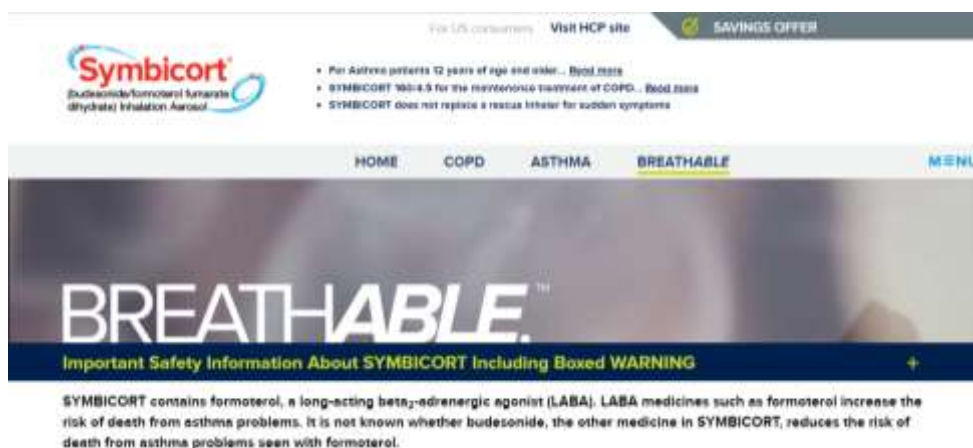 For US consumers Visit HCP site SAVINGS OFFER
Symbicort®
(budesonide/formoterol fumarate
dihydrate) Inhalation Aerosol
• For Asthma patients 12 years of age and older... Read more
• SYMBICORT 160/4.5 for the maintenance treatment of COPD... Read more
• SYMBICORT does not replace a rescue inhaler for sudden symptoms
HOME COPD ASTHMA BREATHABLE MENU
BREATHABLE.™
Important Safety Information About SYMBICORT Including Boxed WARNING +
SYMBICORT contains formoterol, a long-acting beta₂-adrenergic agonist (LABA). LABA medicines such as formoterol increase the
risk of death from asthma problems. It is not known whether budesonide, the other medicine in SYMBICORT, reduces the risk of
death from asthma problems seen with formoterol.